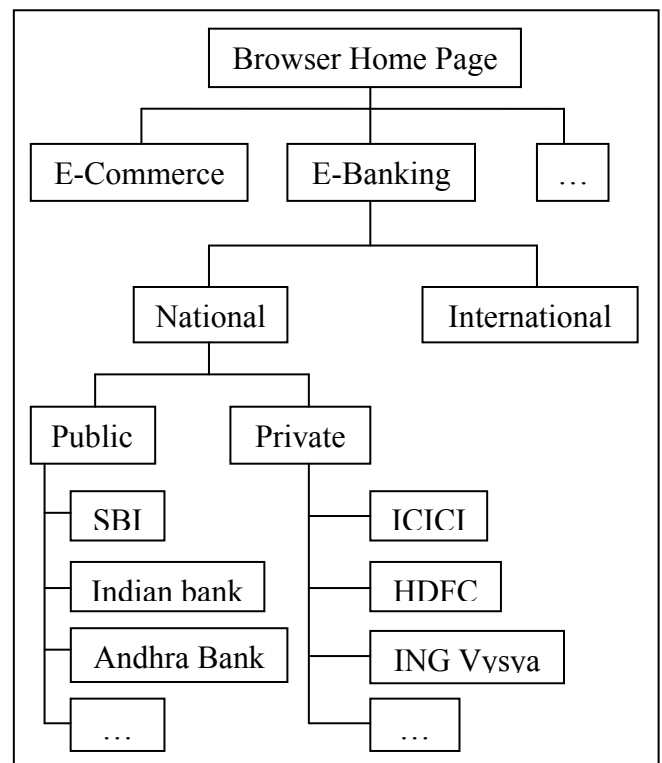 Browser Home Page
E-Commerce
E-Banking
…
National
International
Public
Private
SBI
ICICI
Indian bank
HDFC
Andhra Bank
ING Vysya
…
…